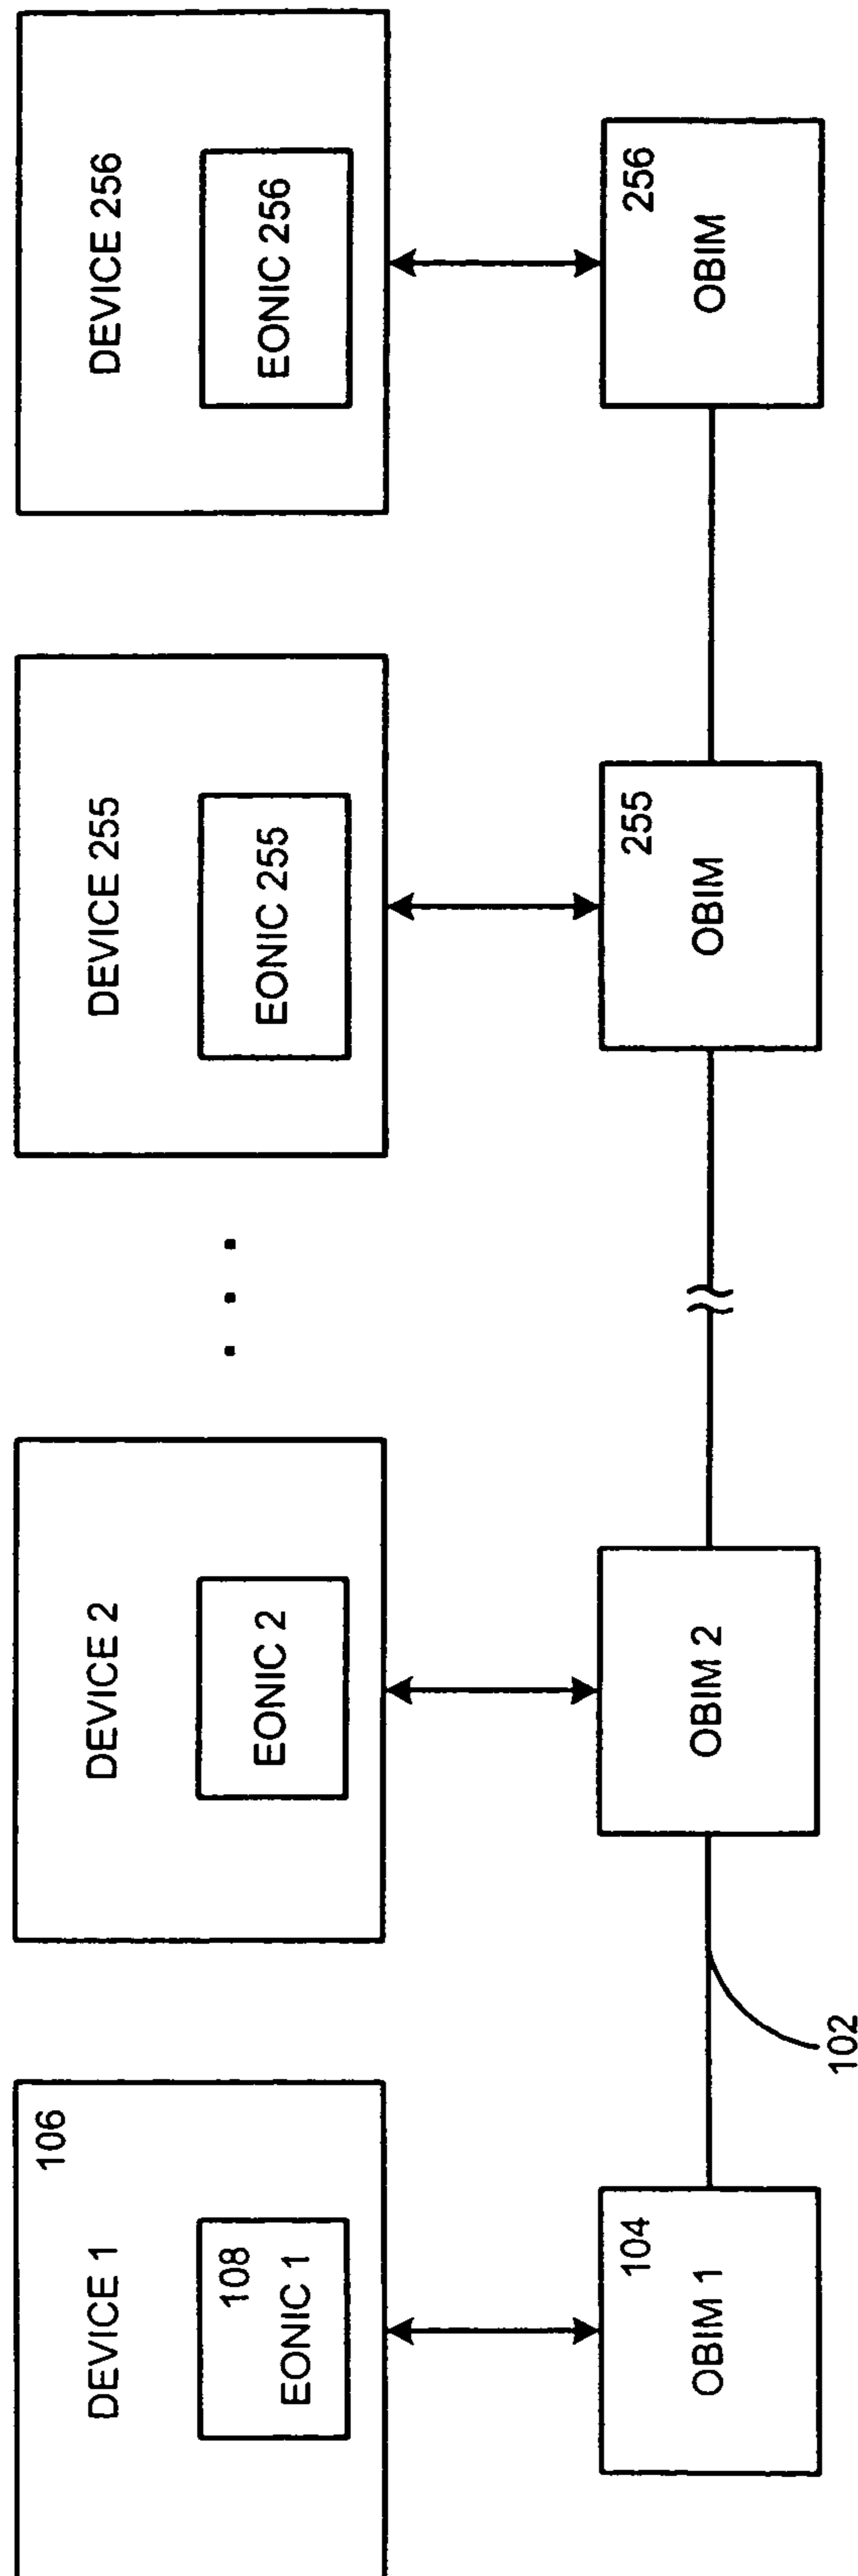 DEVICE 1
106
108
EONIC 1
DEVICE 2
EONIC 2
. . .
DEVICE 255
EONIC 255
DEVICE 256
EONIC 256
104
OBIM 1
102
OBIM 2
255
OBIM
256
OBIM